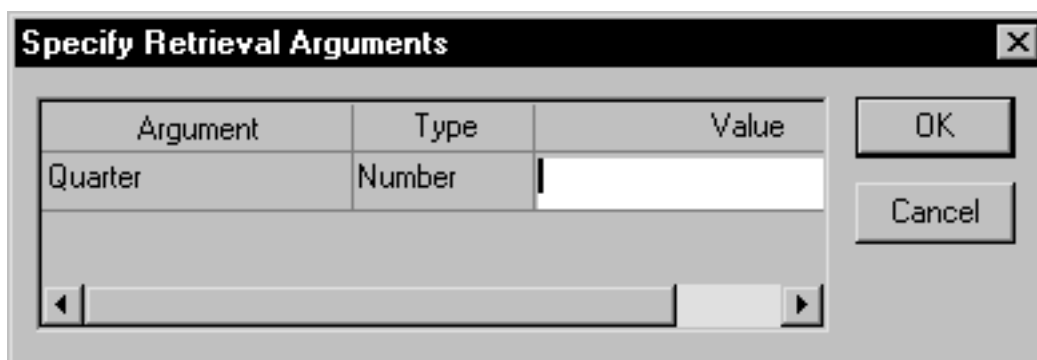 Specify Retrieval Arguments
Argument Type Value OK
Quarter Number
Cancel